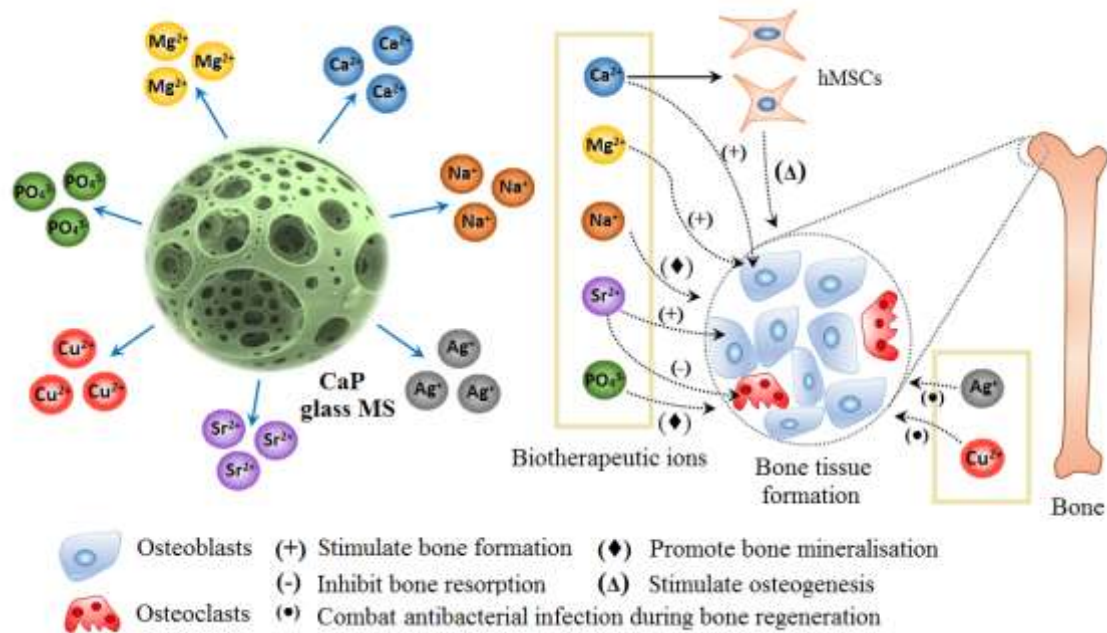 Mg²⁺
Mg²⁺
Mg²⁺
Ca²⁺
Ca²⁺
Ca²⁺
PO₄³⁻
PO₄³⁻
PO₄³⁻
Na⁺
Na⁺
Na⁺
Cu²⁺
Cu²⁺
Cu²⁺
Ag⁺
Ag⁺
Ag⁺
Sr²⁺
Sr²⁺
Sr²⁺
CaP
glass MS
Ca²⁺
Mg²⁺
Na⁺
Sr²⁺
PO₄³⁻
Biotherapeutic ions
hMSCs
(+)
(Δ)
(+)
(♦)
(+)
(-)
(♦)
Bone tissue
formation
Ag⁺
(•)
(•)
Cu²⁺
Bone
Osteoblasts (+) Stimulate bone formation (♦) Promote bone mineralisation
(-) Inhibit bone resorption (Δ) Stimulate osteogenesis
Osteoclasts (•) Combat antibacterial infection during bone regeneration